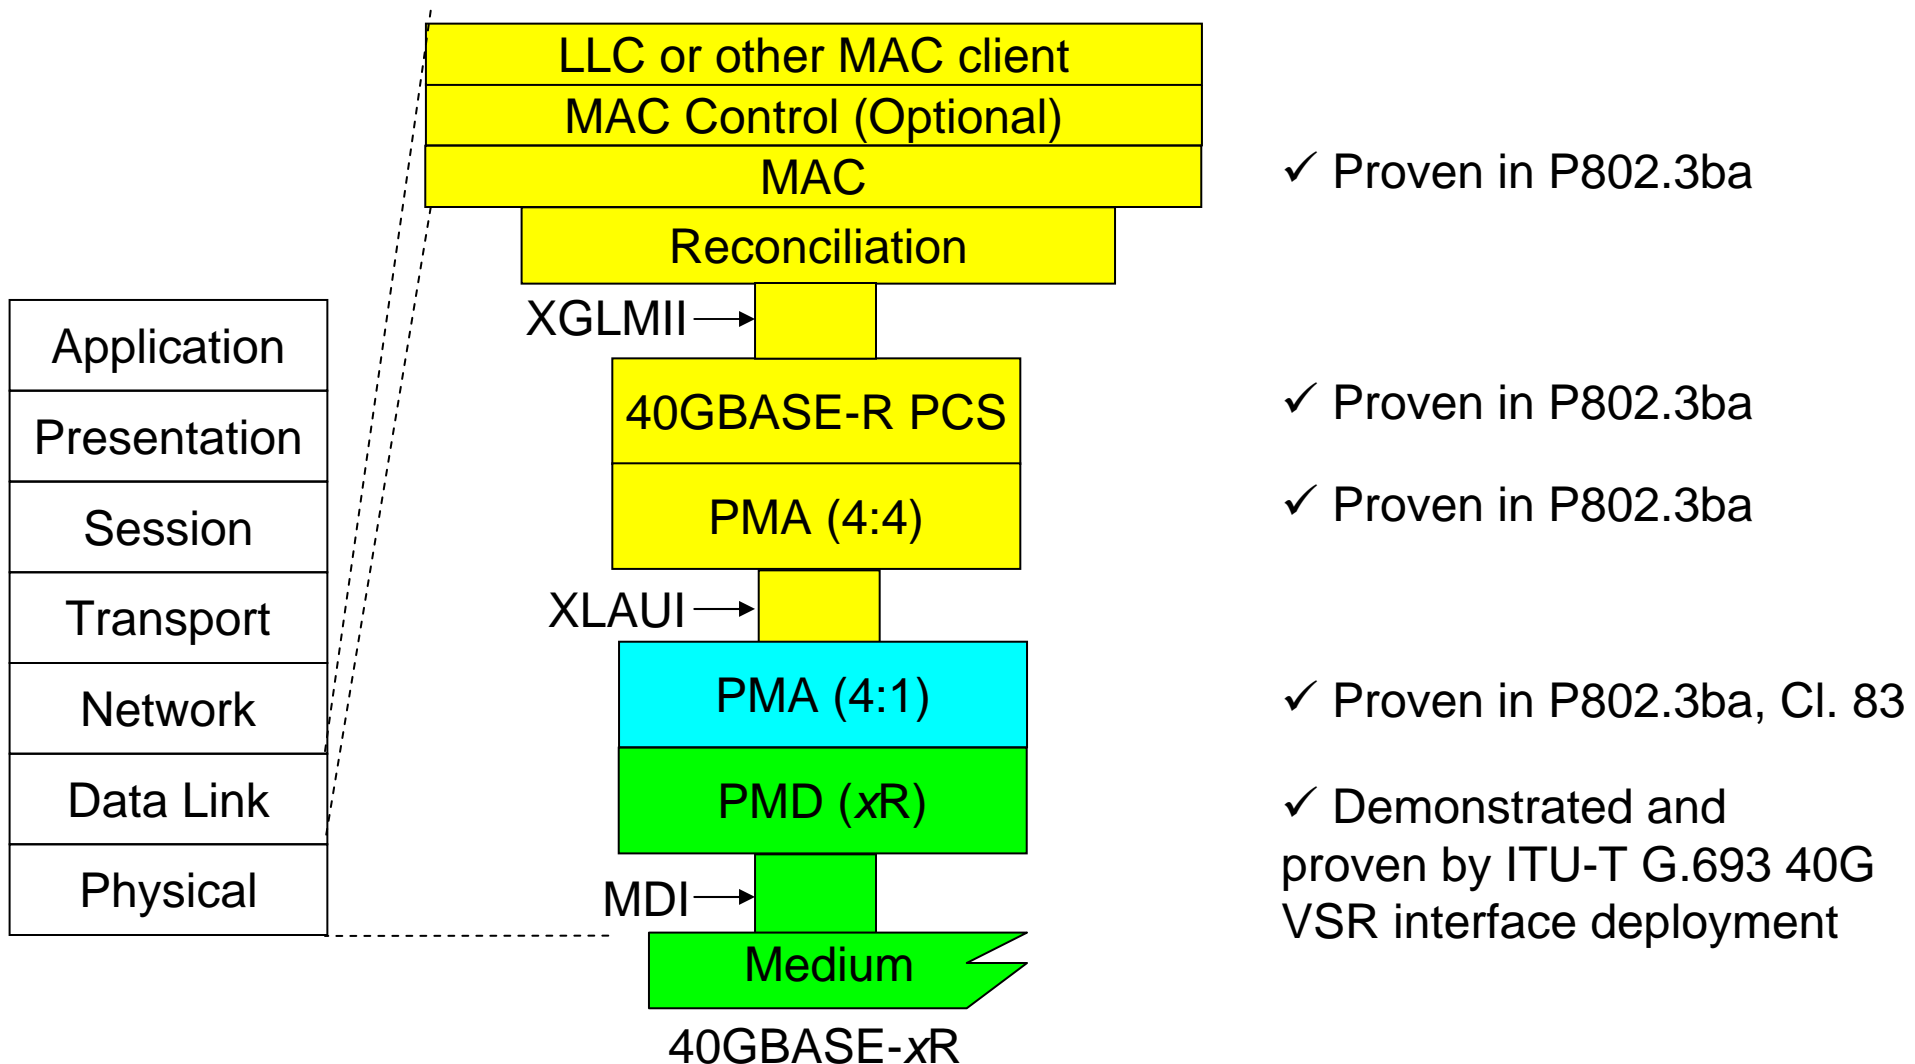 LLC or other MAC client
MAC Control (Optional)
MAC
✓ Proven in P802.3ba
Reconciliation
XGLMII
Application
Presentation
Session
Transport
Network
Data Link
Physical
40GBASE-R PCS
✓ Proven in P802.3ba
PMA (4:4)
✓ Proven in P802.3ba
XLAUI
PMA (4:1)
✓ Proven in P802.3ba, Cl. 83
PMD (xR)
✓ Demonstrated and
proven by ITU-T G.693 40G
VSR interface deployment
MDI
Medium
40GBASE-xR